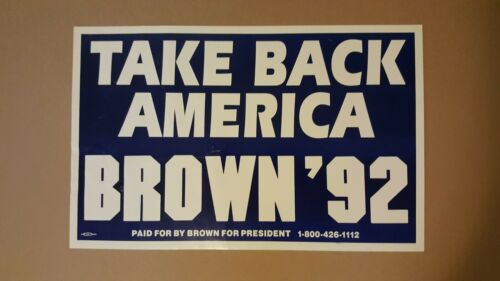 TAKE BACK
AMERICA
BROWN '92
PAID FOR BY BROWN FOR PRESIDENT 1-800-426-1112